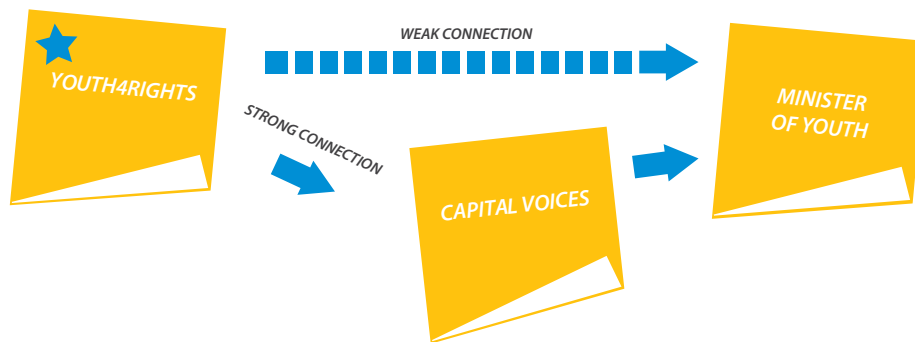 WEAK CONNECTION
YOUTH4RIGHTS
STRONG CONNECTION
MINISTER
OF YOUTH
CAPITAL VOICES